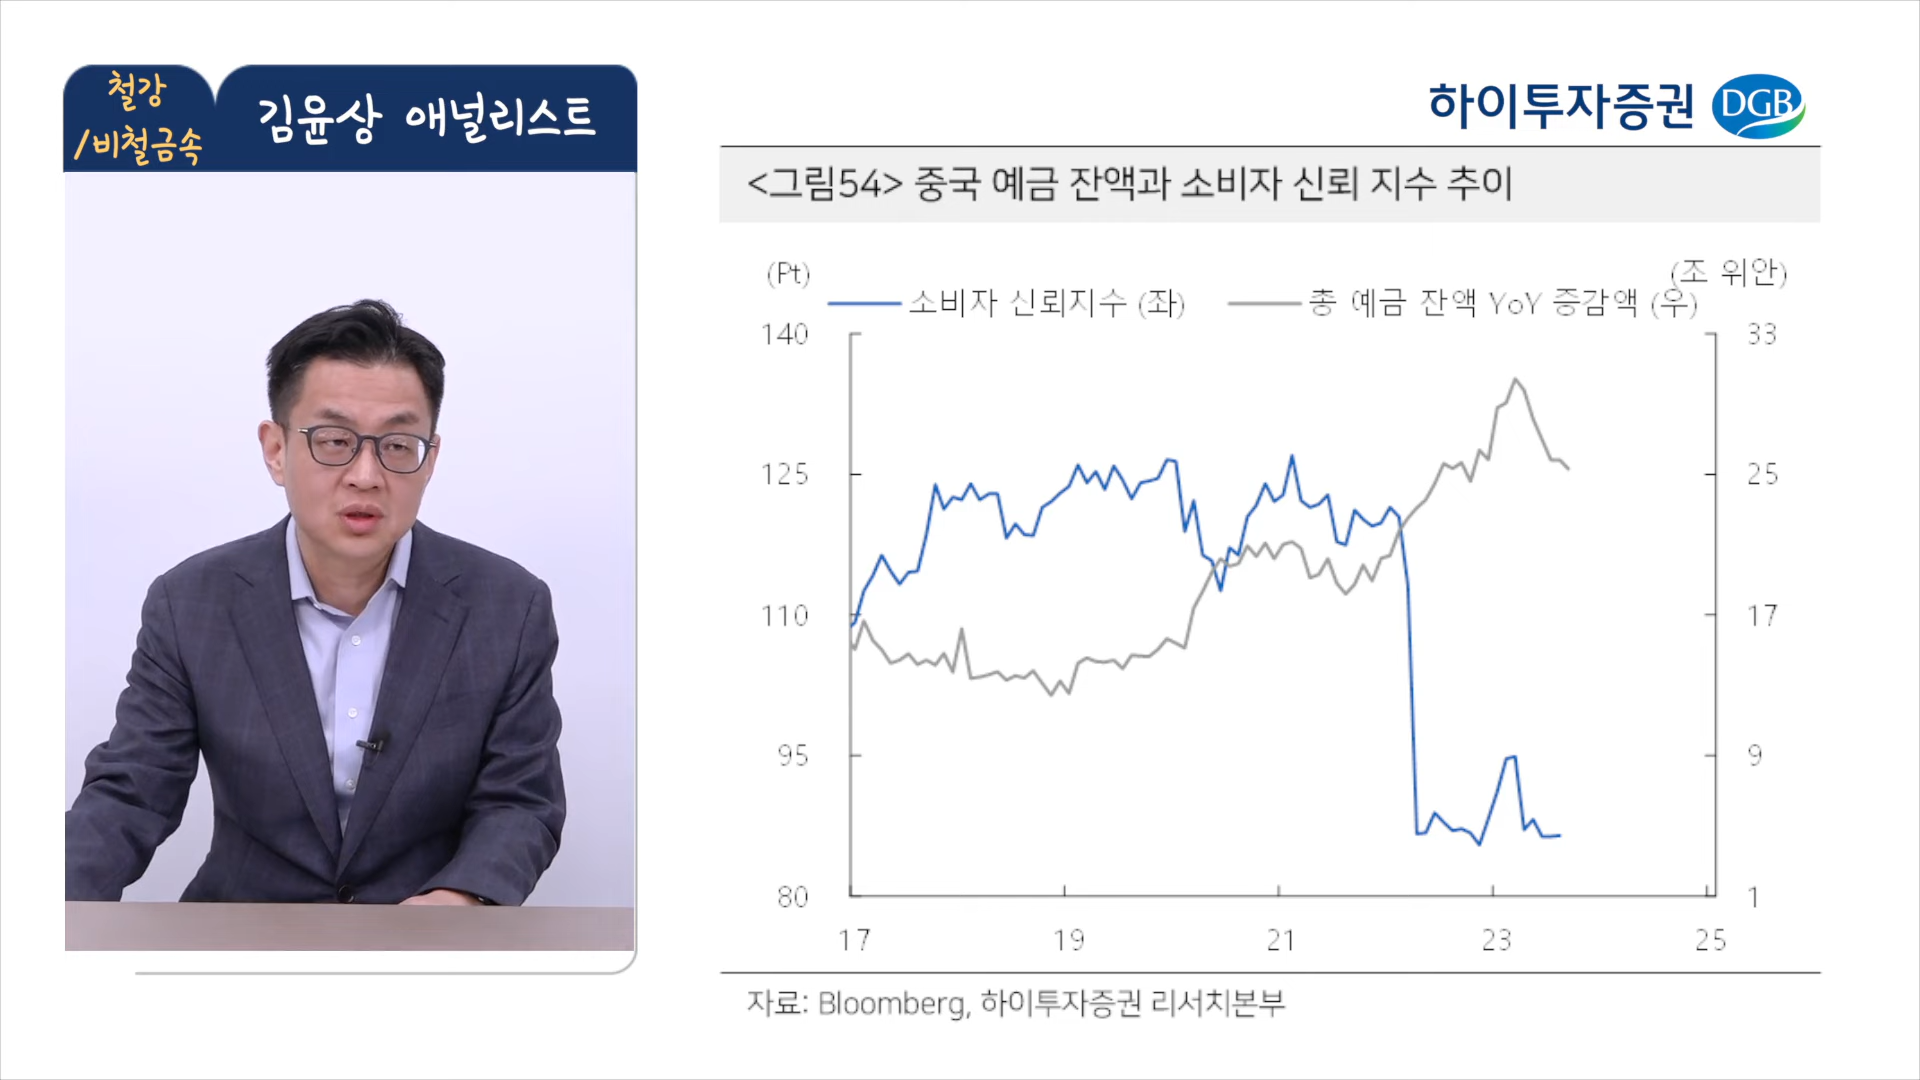 철강
/비철금속
김윤상 애널리스트
하이투자증권 DGB
<그림54> 중국 예금 잔액과 소비자 신뢰 지수 추이
(Pt)
(조 위안)
소비자 신뢰지수 (좌)
총 예금 잔액 YoY 증감액 (우)
140
125
110
95
80
33
25
17
9
1
17
19
21
23
25
자료: Bloomberg, 하이투자증권 리서치본부